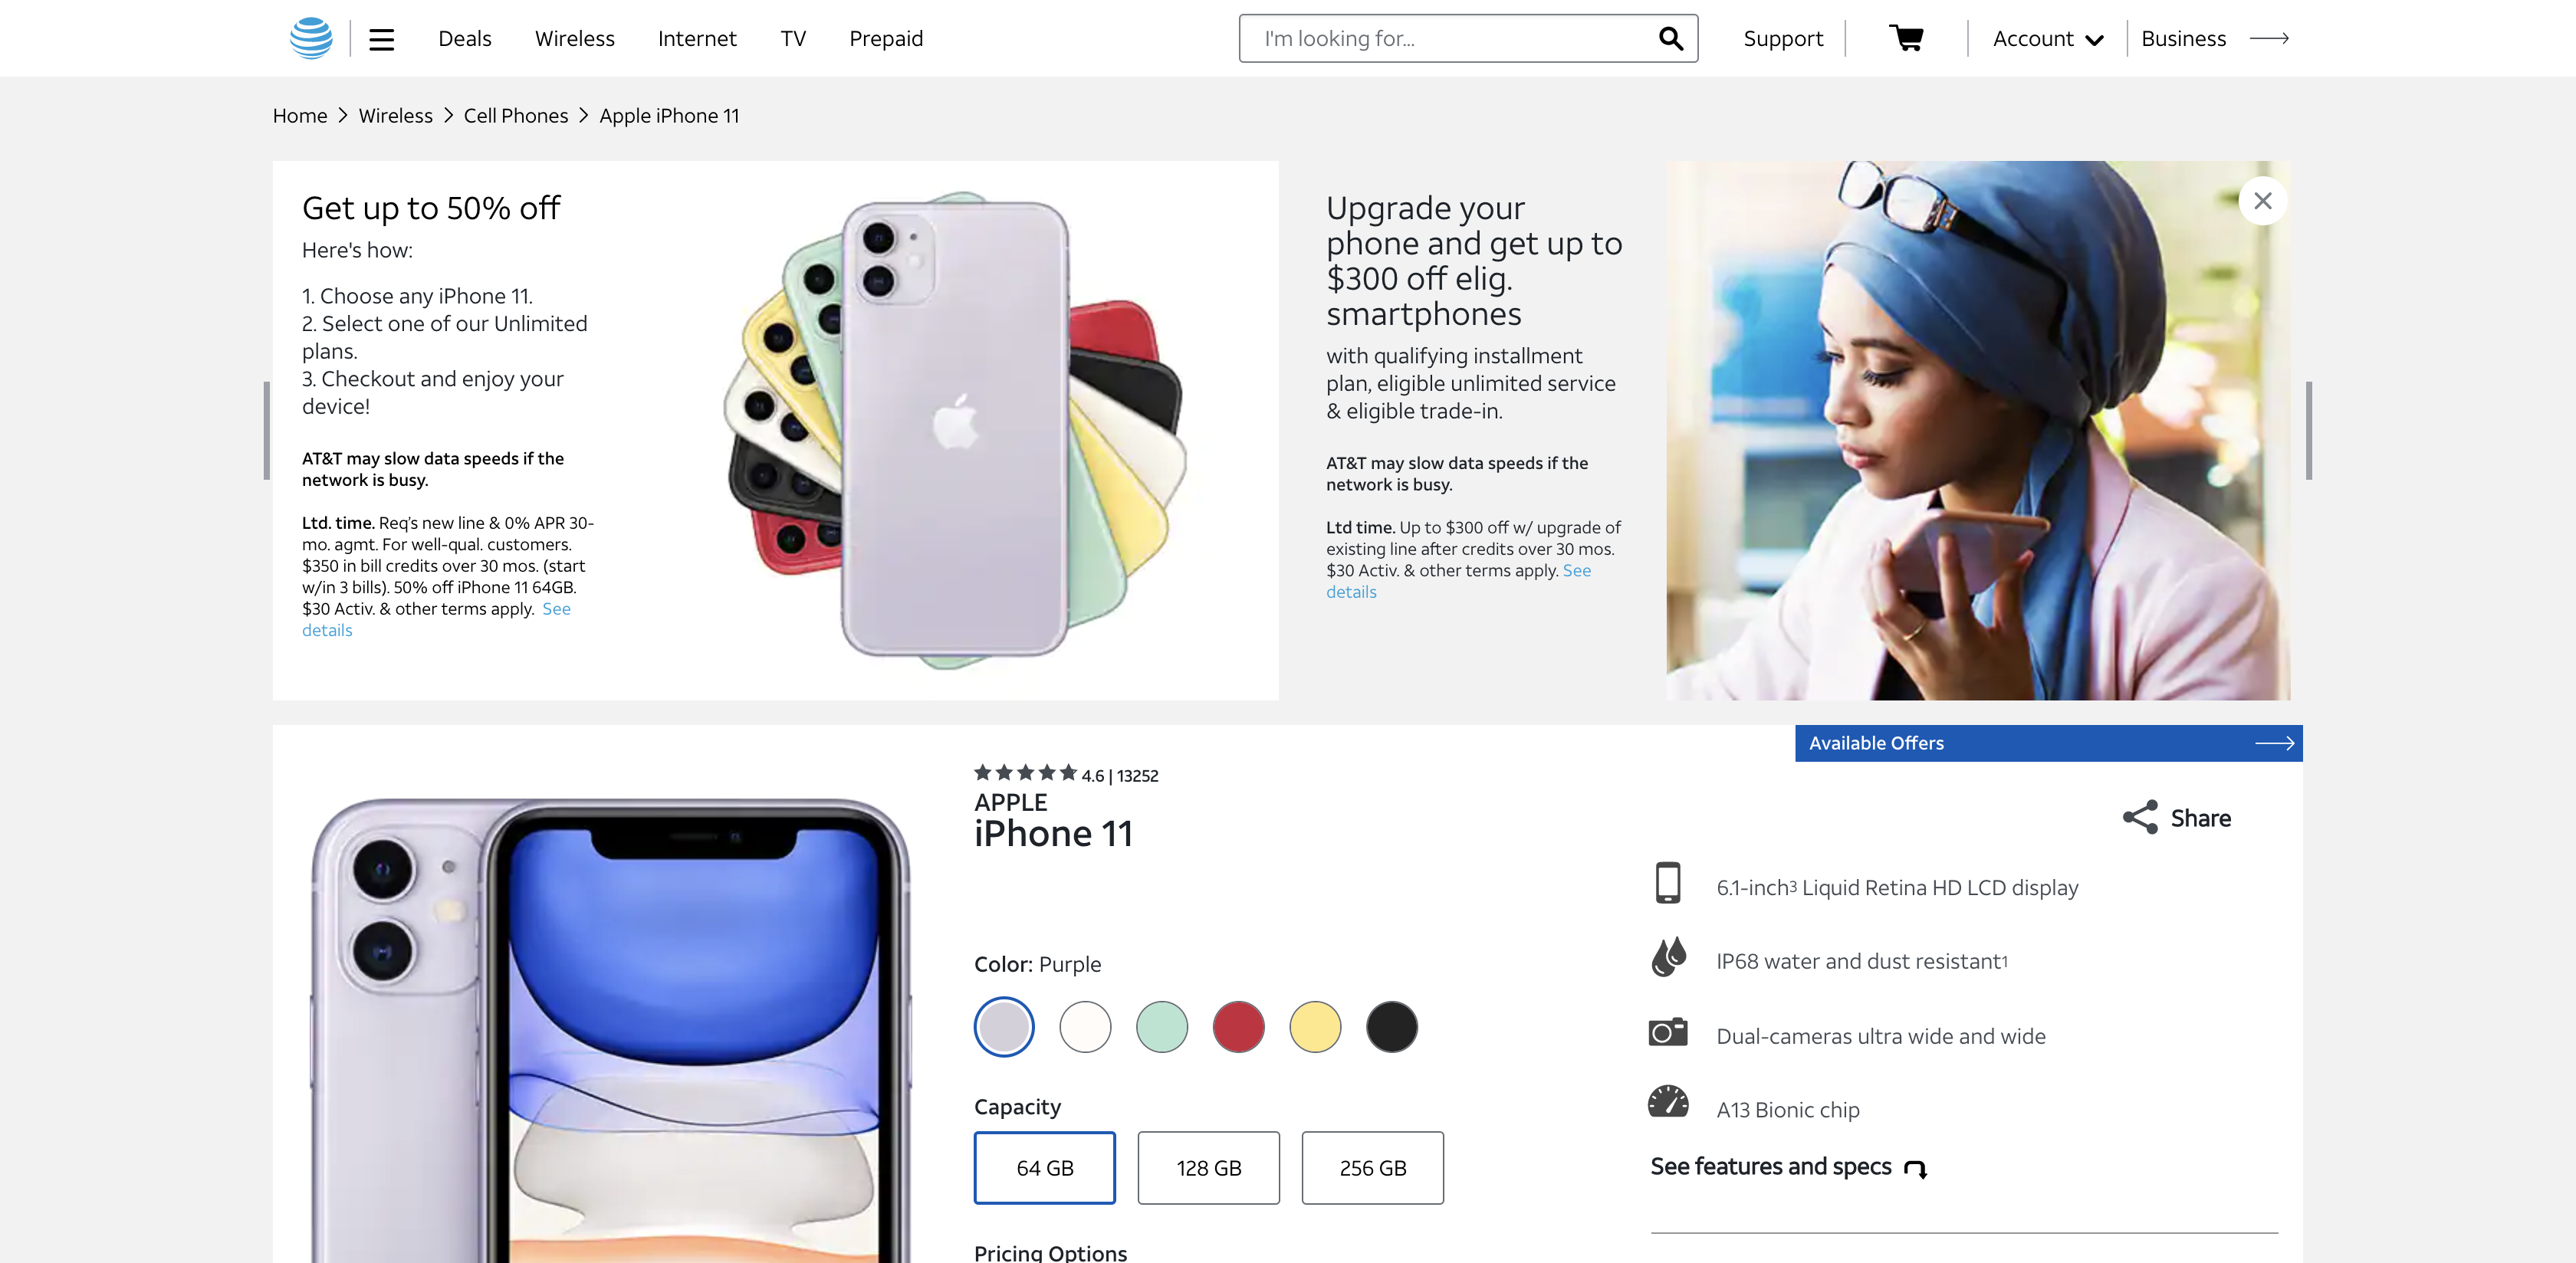 Deals Wireless Internet TV Prepaid I'm looking for... Support Account Business
Home > Wireless > Cell Phones > Apple iPhone 11
Get up to 50% off
Here's how:
1. Choose any iPhone 11.
2. Select one of our Unlimited
plans.
3. Checkout and enjoy your
device!
AT&T may slow data speeds if the
network is busy.
Ltd. time. Req's new line & 0% APR 30-
mo. agmt. For well-qual. customers.
$350 in bill credits over 30 mos. (start
w/in 3 bills). 50% off iPhone 11 64GB.
$30 Activ. & other terms apply. See
details
Upgrade your
phone and get up to
$300 off elig.
smartphones
with qualifying installment
plan, eligible unlimited service
& eligible trade-in.
AT&T may slow data speeds if the
network is busy.
Ltd time. Up to $300 off w/ upgrade of
existing line after credits over 30 mos.
$30 Activ. & other terms apply. See
details
Available Offers
4.6 | 13252
APPLE
iPhone 11
Share
Color: Purple
Capacity
64 GB 128 GB 256 GB
Pricing Options
6.1-inch3 Liquid Retina HD LCD display
IP68 water and dust resistant1
Dual-cameras ultra wide and wide
A13 Bionic chip
See features and specs